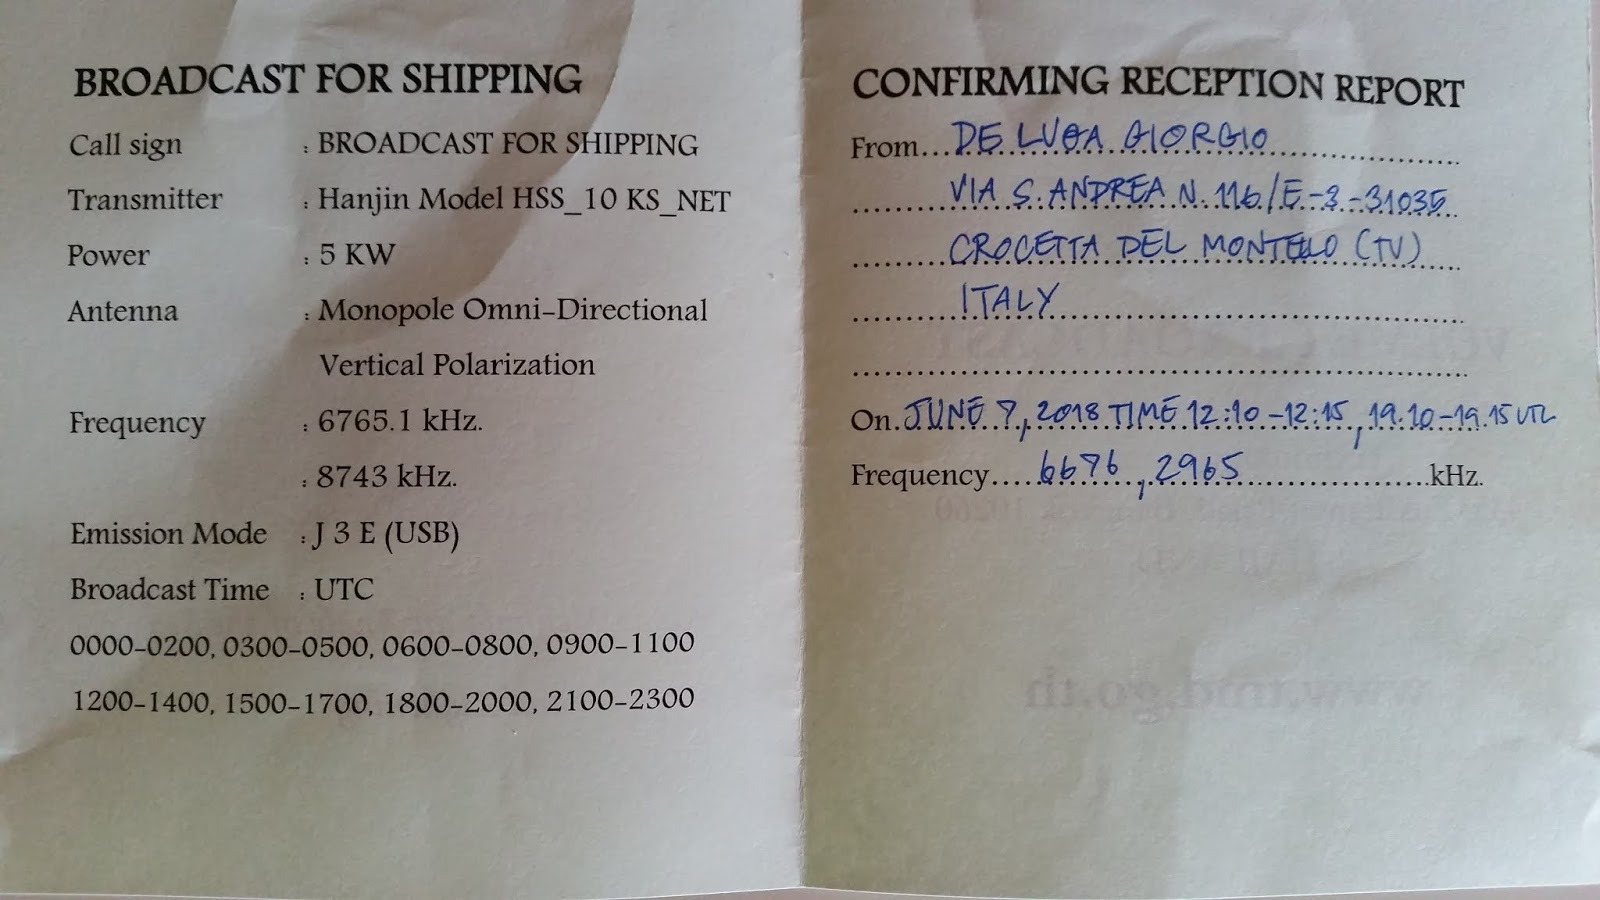 BROADCAST FOR SHIPPING
Call sign : BROADCAST FOR SHIPPING
Transmitter : Hanjin Model HSS_10 KS_NET
Power : 5 KW
Antenna : Monopole Omni-Directional
Vertical Polarization
Frequency : 6765.1 kHz.
: 8743 kHz.
Emission Mode : J 3 E (USB)
Broadcast Time : UTC
0000-0200, 0300-0500, 0600-0800, 0900-1100
1200-1400, 1500-1700, 1800-2000, 2100-2300
CONFIRMING RECEPTION REPORT
From... DE LUCA GIORGIO
VIA S. ANDREA N. 116/E-3-31035
CROCETTA DEL MONTELLO (TV)
ITALY
On. JUNE 7, 2018 TIME 12:10-12:15, 19.10-19.15 UTC
Frequency.... 6676, 2965 kHz.
www.tmd.go.th